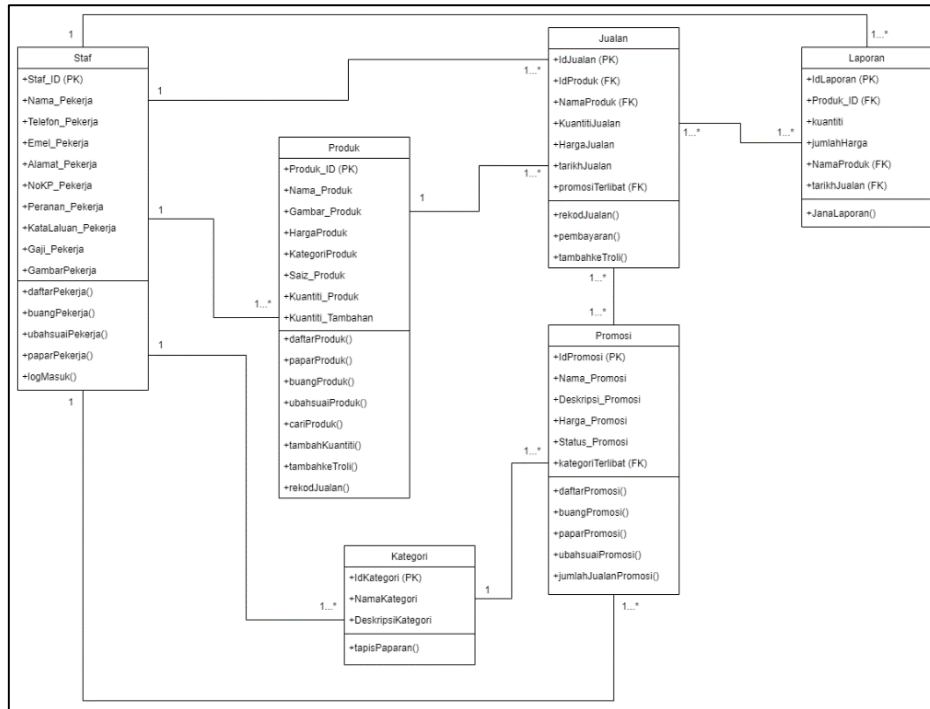 1
1...*
Staf
+Staf_ID (PK)
+Nama_Pekerja
+Telefon_Pekerja
+Emel_Pekerja
+Alamat_Pekerja
+NoKP_Pekerja
+Peranan_Pekerja
+KataLaluan_Pekerja
+Gaji_Pekerja
+GambarPekerja
+daftarPekerja()
+buangPekerja()
+ubahsuaiPekerja()
+paparPekerja()
+logMasuk()
1
1
1
1
Produk
+Produk_ID (PK)
+Nama_Produk
+Gambar_Produk
+HargaProduk
+KategoriProduk
+Saiz_Produk
+Kuantiti_Produk
+Kuantiti_Tambahan
+daftarProduk()
+paparProduk()
+buangProduk()
+ubahsuaiProduk()
+cariProduk()
+tambahKuantiti()
+tambahkeTroli()
+rekodJualan()
1...*
1
Jualan
+IdJualan (PK)
+IdProduk (FK)
+NamaProduk (FK)
+KuantitiJualan
+HargaJualan
+tarikhJualan
+promosiTerlibat (FK)
+rekodJualan()
+pembayaran()
+tambahkeTroli()
1...*
1...*
1...*
1...*
Laporan
+IdLaporan (PK)
+Produk_ID (FK)
+kuantiti
+jumlahHarga
+NamaProduk (FK)
+tarikhJualan (FK)
+JanaLaporan()
1...*
1...*
Promosi
+IdPromosi (PK)
+Nama_Promosi
+Deskripsi_Promosi
+Harga_Promosi
+Status_Promosi
+kategoriTerlibat (FK)
+daftarPromosi()
+buangPromosi()
+paparPromosi()
+ubahsuaiPromosi()
+jumlahJualanPromosi()
1...*
1...*
Kategori
+IdKategori (PK)
+NamaKategori
+DeskripsiKategori
+tapisPaparan()
1...*
1